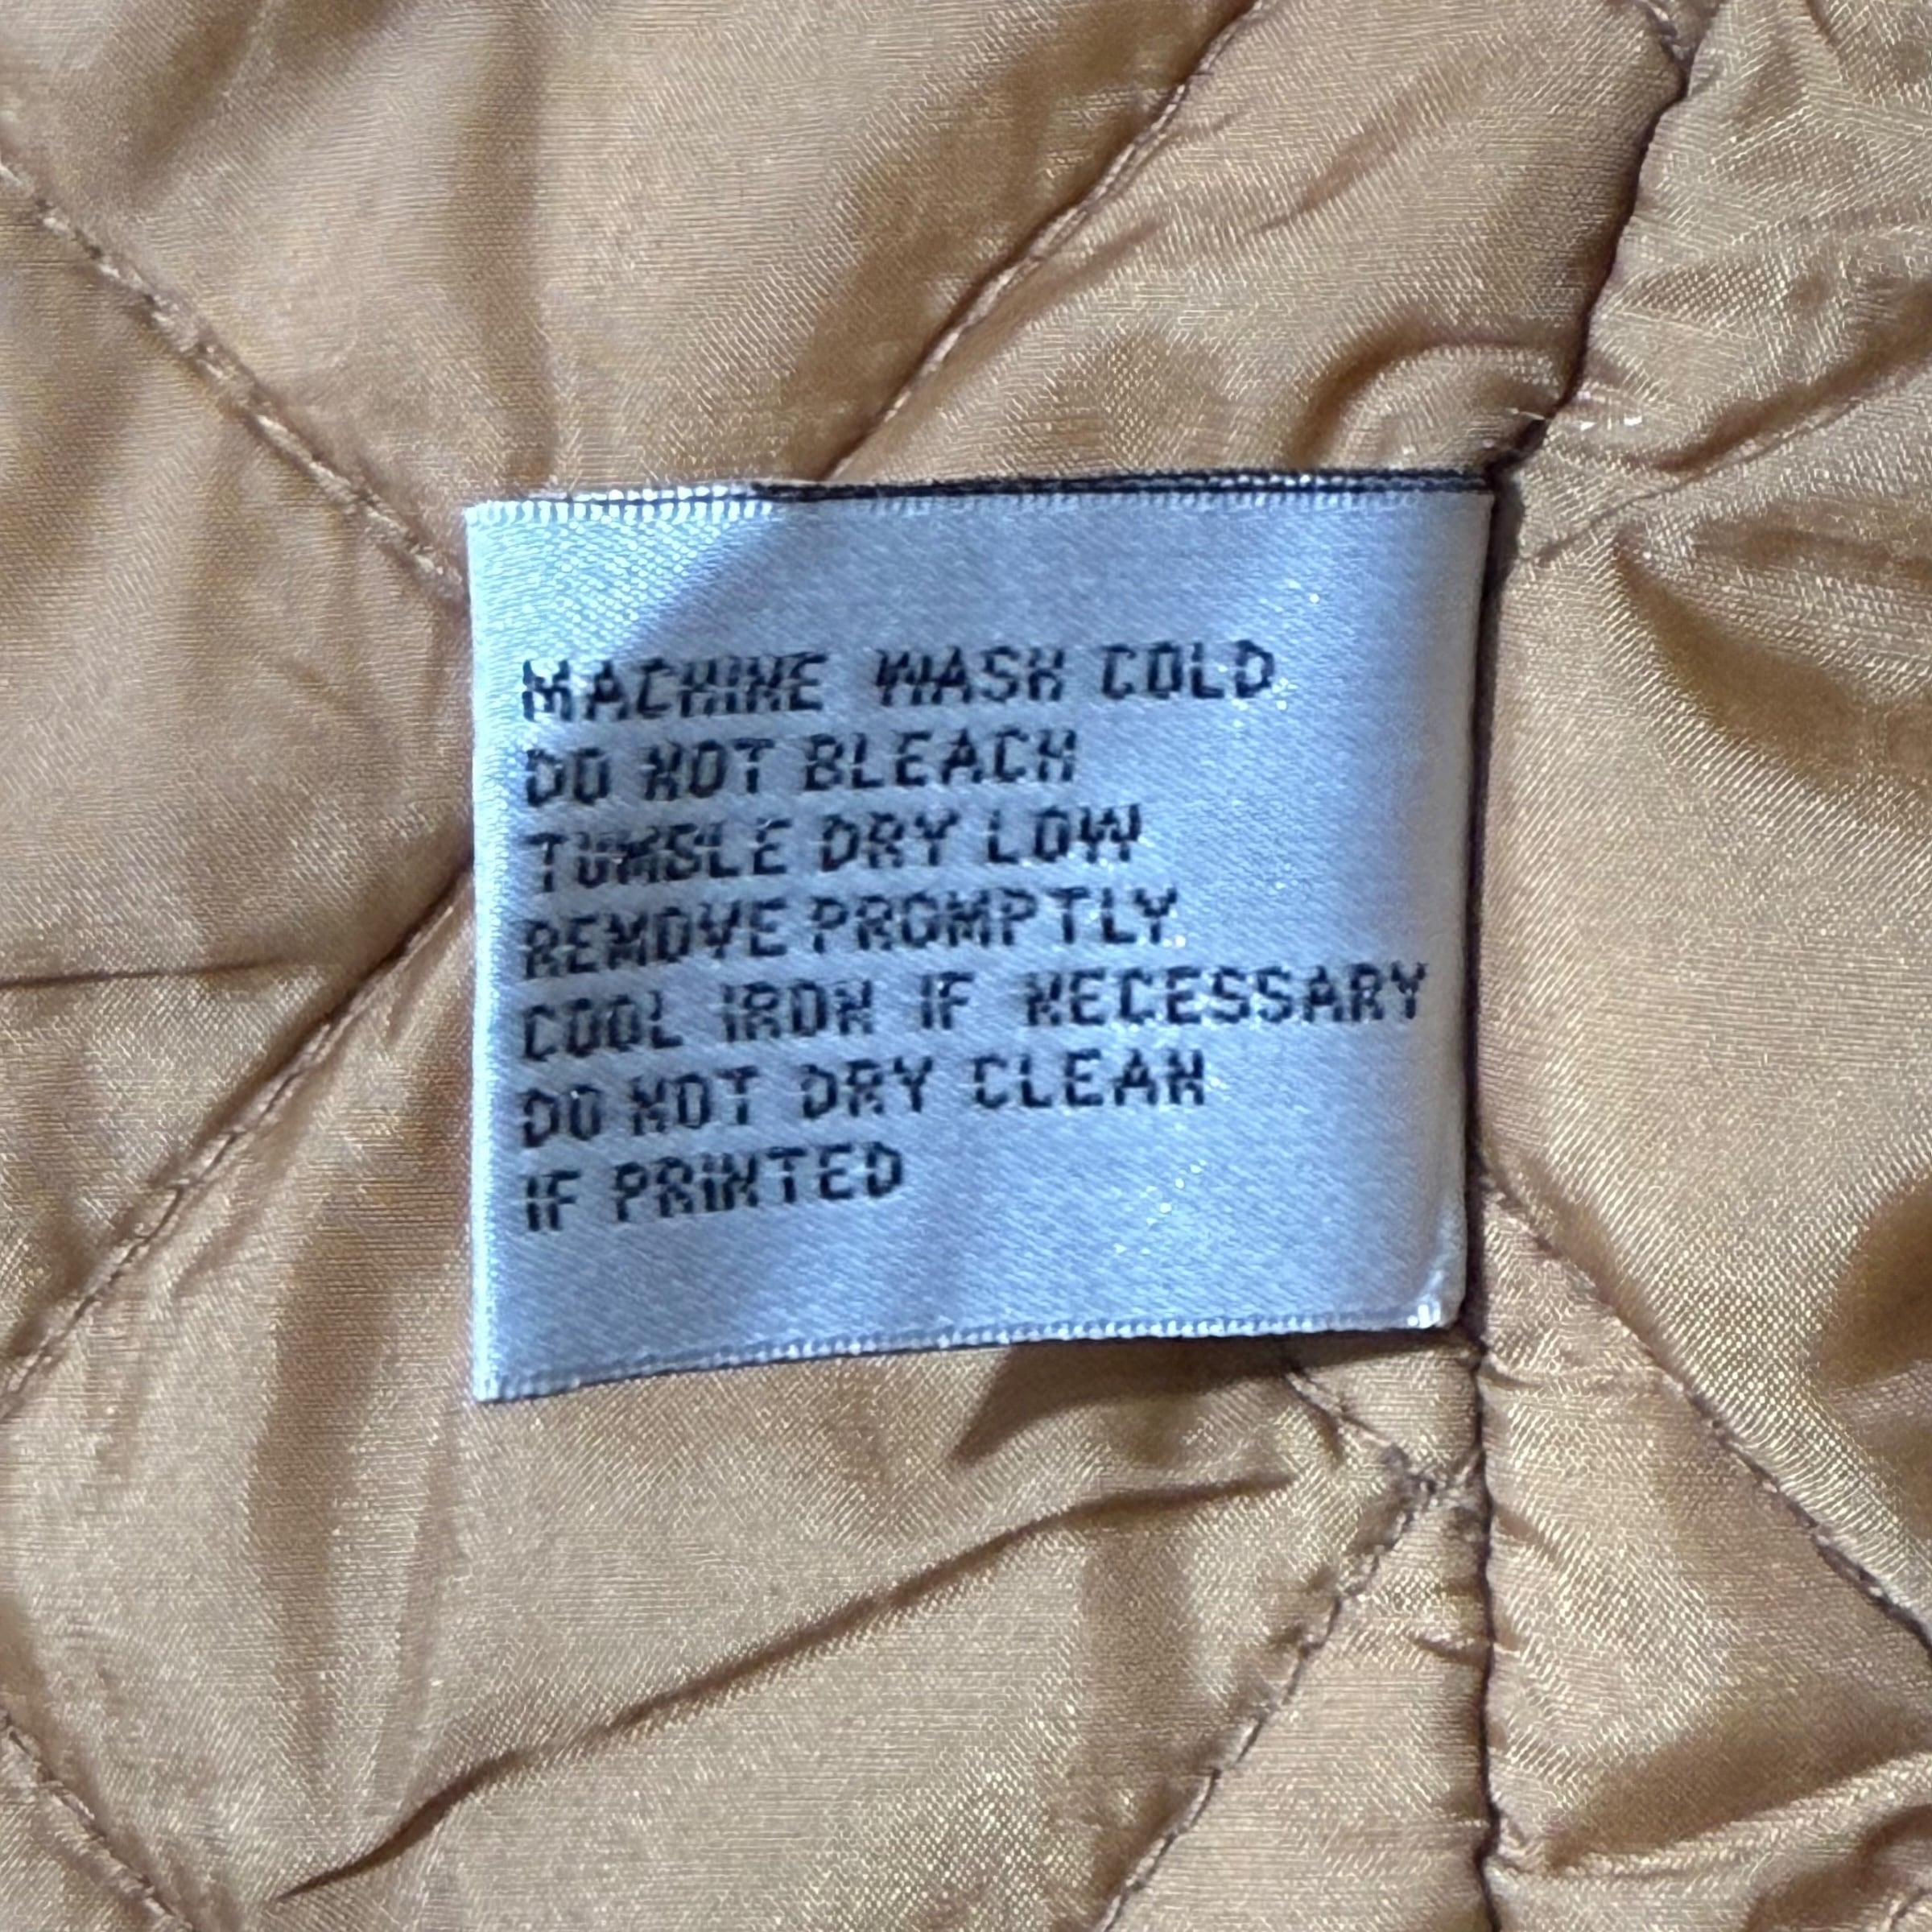 MACHINE WASH COLD
DO NOT BLEACH
TUMBLE DRY LOW
REMOVE PROMPTLY
COOL IRON IF NECESSARY
DO NOT DRY CLEAN
IF PRINTED